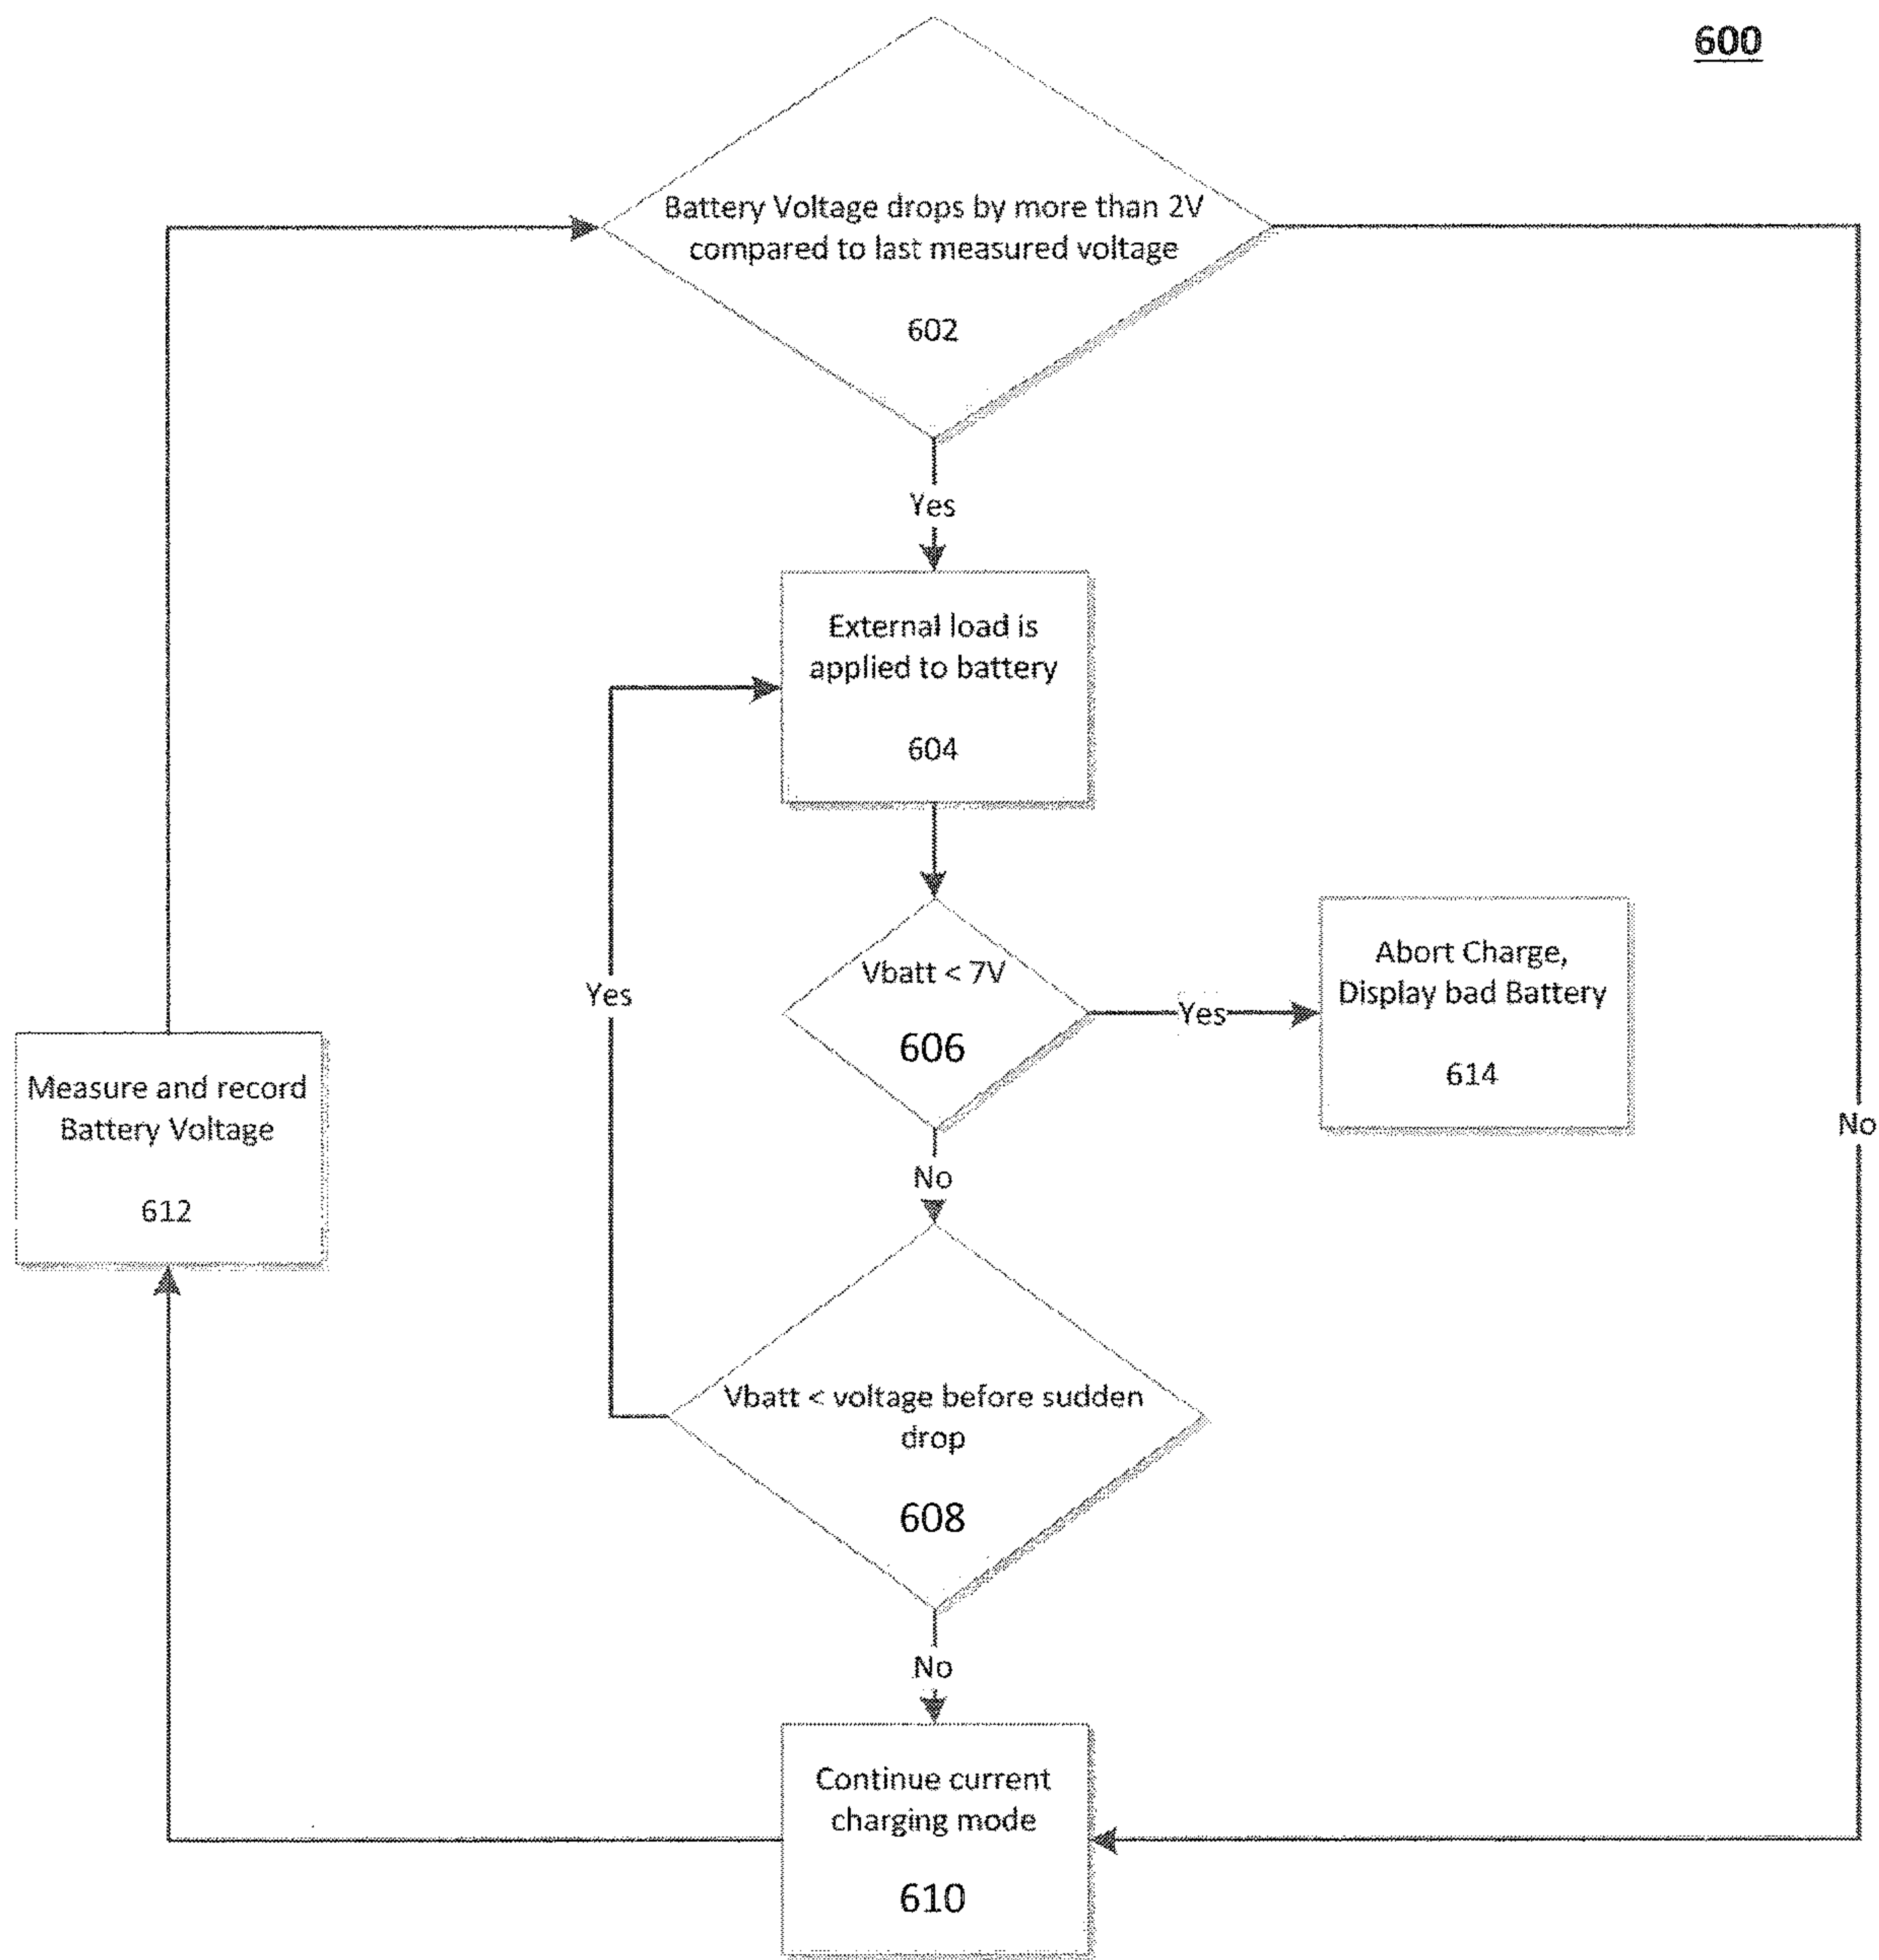 600
Battery Voltage drops by more than 2V
compared to last measured voltage
602
Yes
External load is
applied to battery
604
Vbatt < 7V
606
Yes
Abort Charge,
Display bad Battery
614
Yes
Measure and record
Battery Voltage
612
No
No
Vbatt < voltage before sudden
drop
608
No
Continue current
charging mode
610